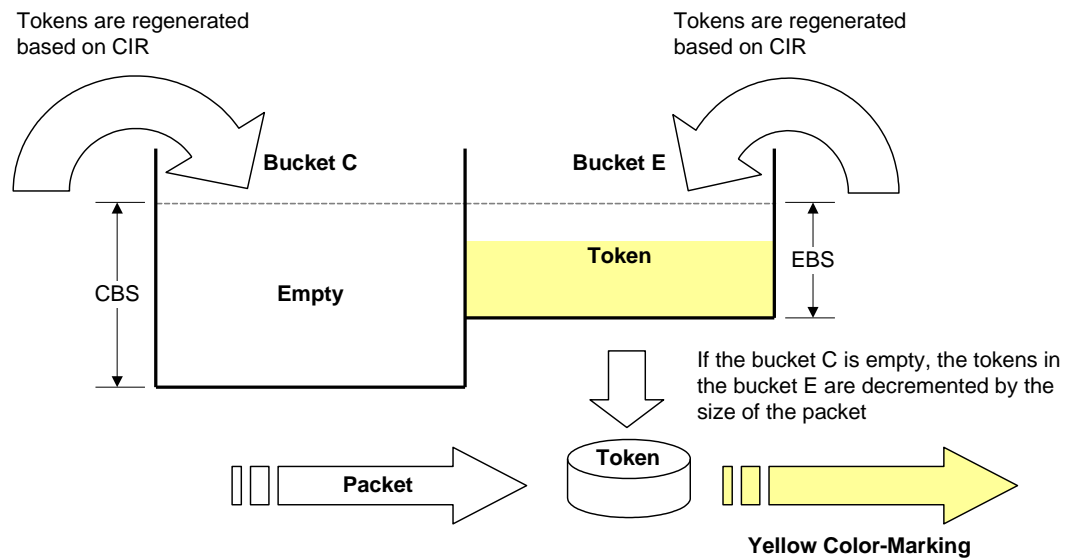 Tokens are regenerated
based on CIR
Tokens are regenerated
based on CIR
Bucket C
Bucket E
CBS
Empty
Token
EBS
If the bucket C is empty, the tokens in
the bucket E are decremented by the
size of the packet
Packet
Token
Yellow Color-Marking